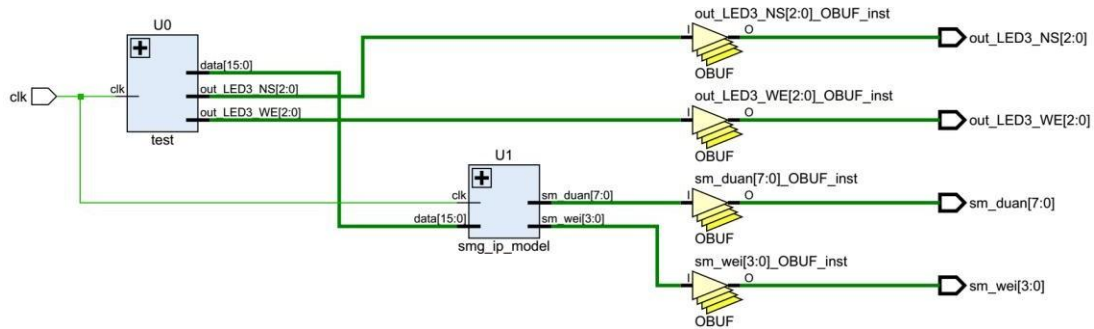 out_LED3_NS[2:0]_OBUF_inst
U0
I
O
out_LED3_NS[2:0]
OBUF
data[15:0]
clk
clk
out_LED3_NS[2:0]
out_LED3_WE[2:0]_OBUF_inst
out_LED3_WE[2:0]
I
O
out_LED3_WE[2:0]
test
OBUF
U1
sm_duan[7:0]_OBUF_inst
clk
sm_duan[7:0]
I
O
sm_duan[7:0]
data[15:0]
sm_wei[3:0]
OBUF
smg_ip_model
sm_wei[3:0]_OBUF_inst
I
O
sm_wei[3:0]
OBUF